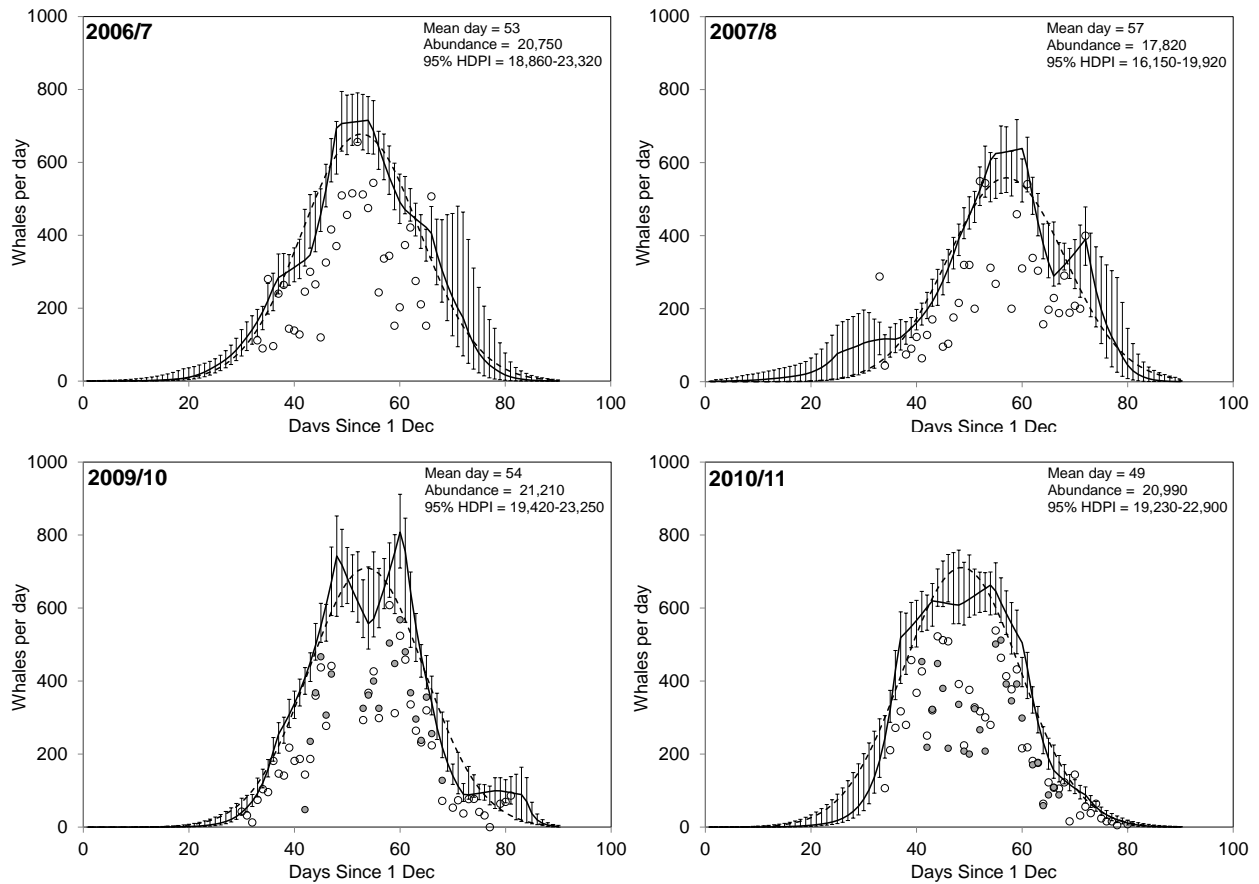 2006/7
Mean day = 53
Abundance = 20,750
95% HDPI = 18,860-23,320
Whales per day
1000
800
600
400
200
0
0 20 40 60 80 100
Days Since 1 Dec
2007/8
Mean day = 57
Abundance = 17,820
95% HDPI = 16,150-19,920
Whales per day
1000
800
600
400
200
0
0 20 40 60 80 100
Days Since 1 Dec
2009/10
Mean day = 54
Abundance = 21,210
95% HDPI = 19,420-23,250
Whales per day
1000
800
600
400
200
0
0 20 40 60 80 100
Days Since 1 Dec
2010/11
Mean day = 49
Abundance = 20,990
95% HDPI = 19,230-22,900
Whales per day
1000
800
600
400
200
0
0 20 40 60 80 100
Days Since 1 Dec